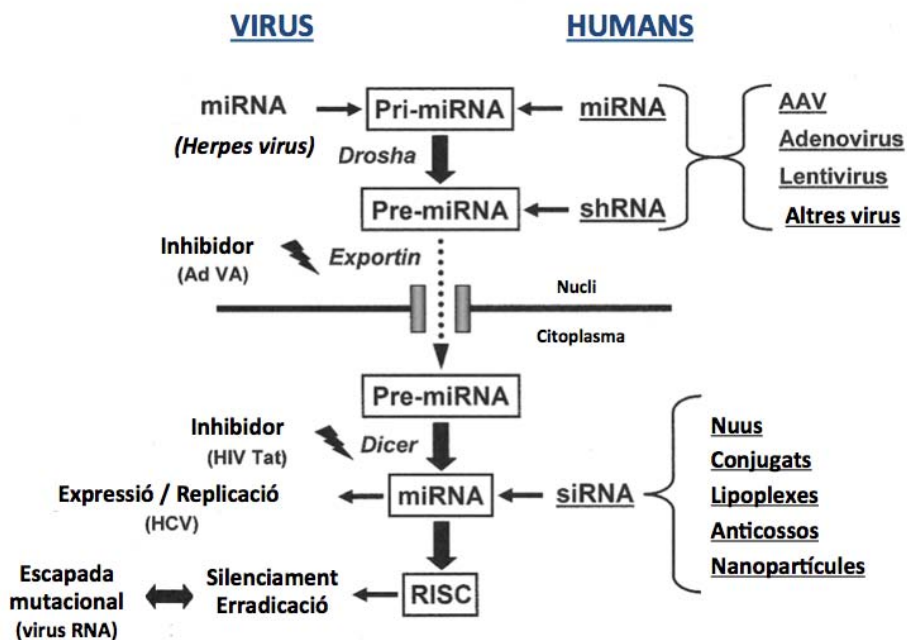 VIRUS
HUMANS
miRNA
(Herpes virus)
Pri-miRNA
miRNA
Drosha
Pre-miRNA
shRNA
AAV
Adenovirus
Lentivirus
Altres virus
Inhibidor
(Ad VA)
Exportin
Nucli
Citoplasma
Pre-miRNA
Inhibidor
(HIV Tat)
Dicer
Expressió / Replicació
(HCV)
miRNA
siRNA
Nuus
Conjugats
Lipoplexes
Anticossos
Nanopartícules
Escapada
mutacional
(virus RNA)
Silenciament
Erradicació
RISC